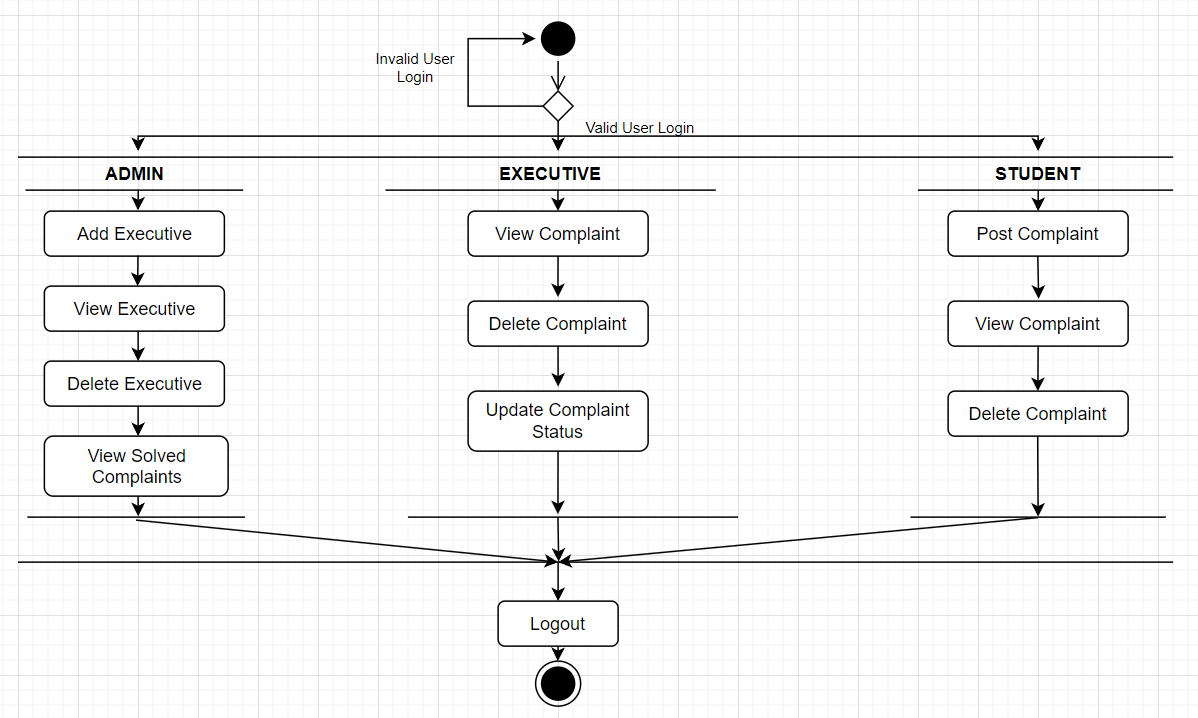 Invalid User
Login
Valid User Login
ADMIN
EXECUTIVE
STUDENT
Add Executive
View Complaint
Post Complaint
View Executive
Delete Complaint
View Complaint
Delete Executive
Update Complaint
Status
Delete Complaint
View Solved
Complaints
Logout